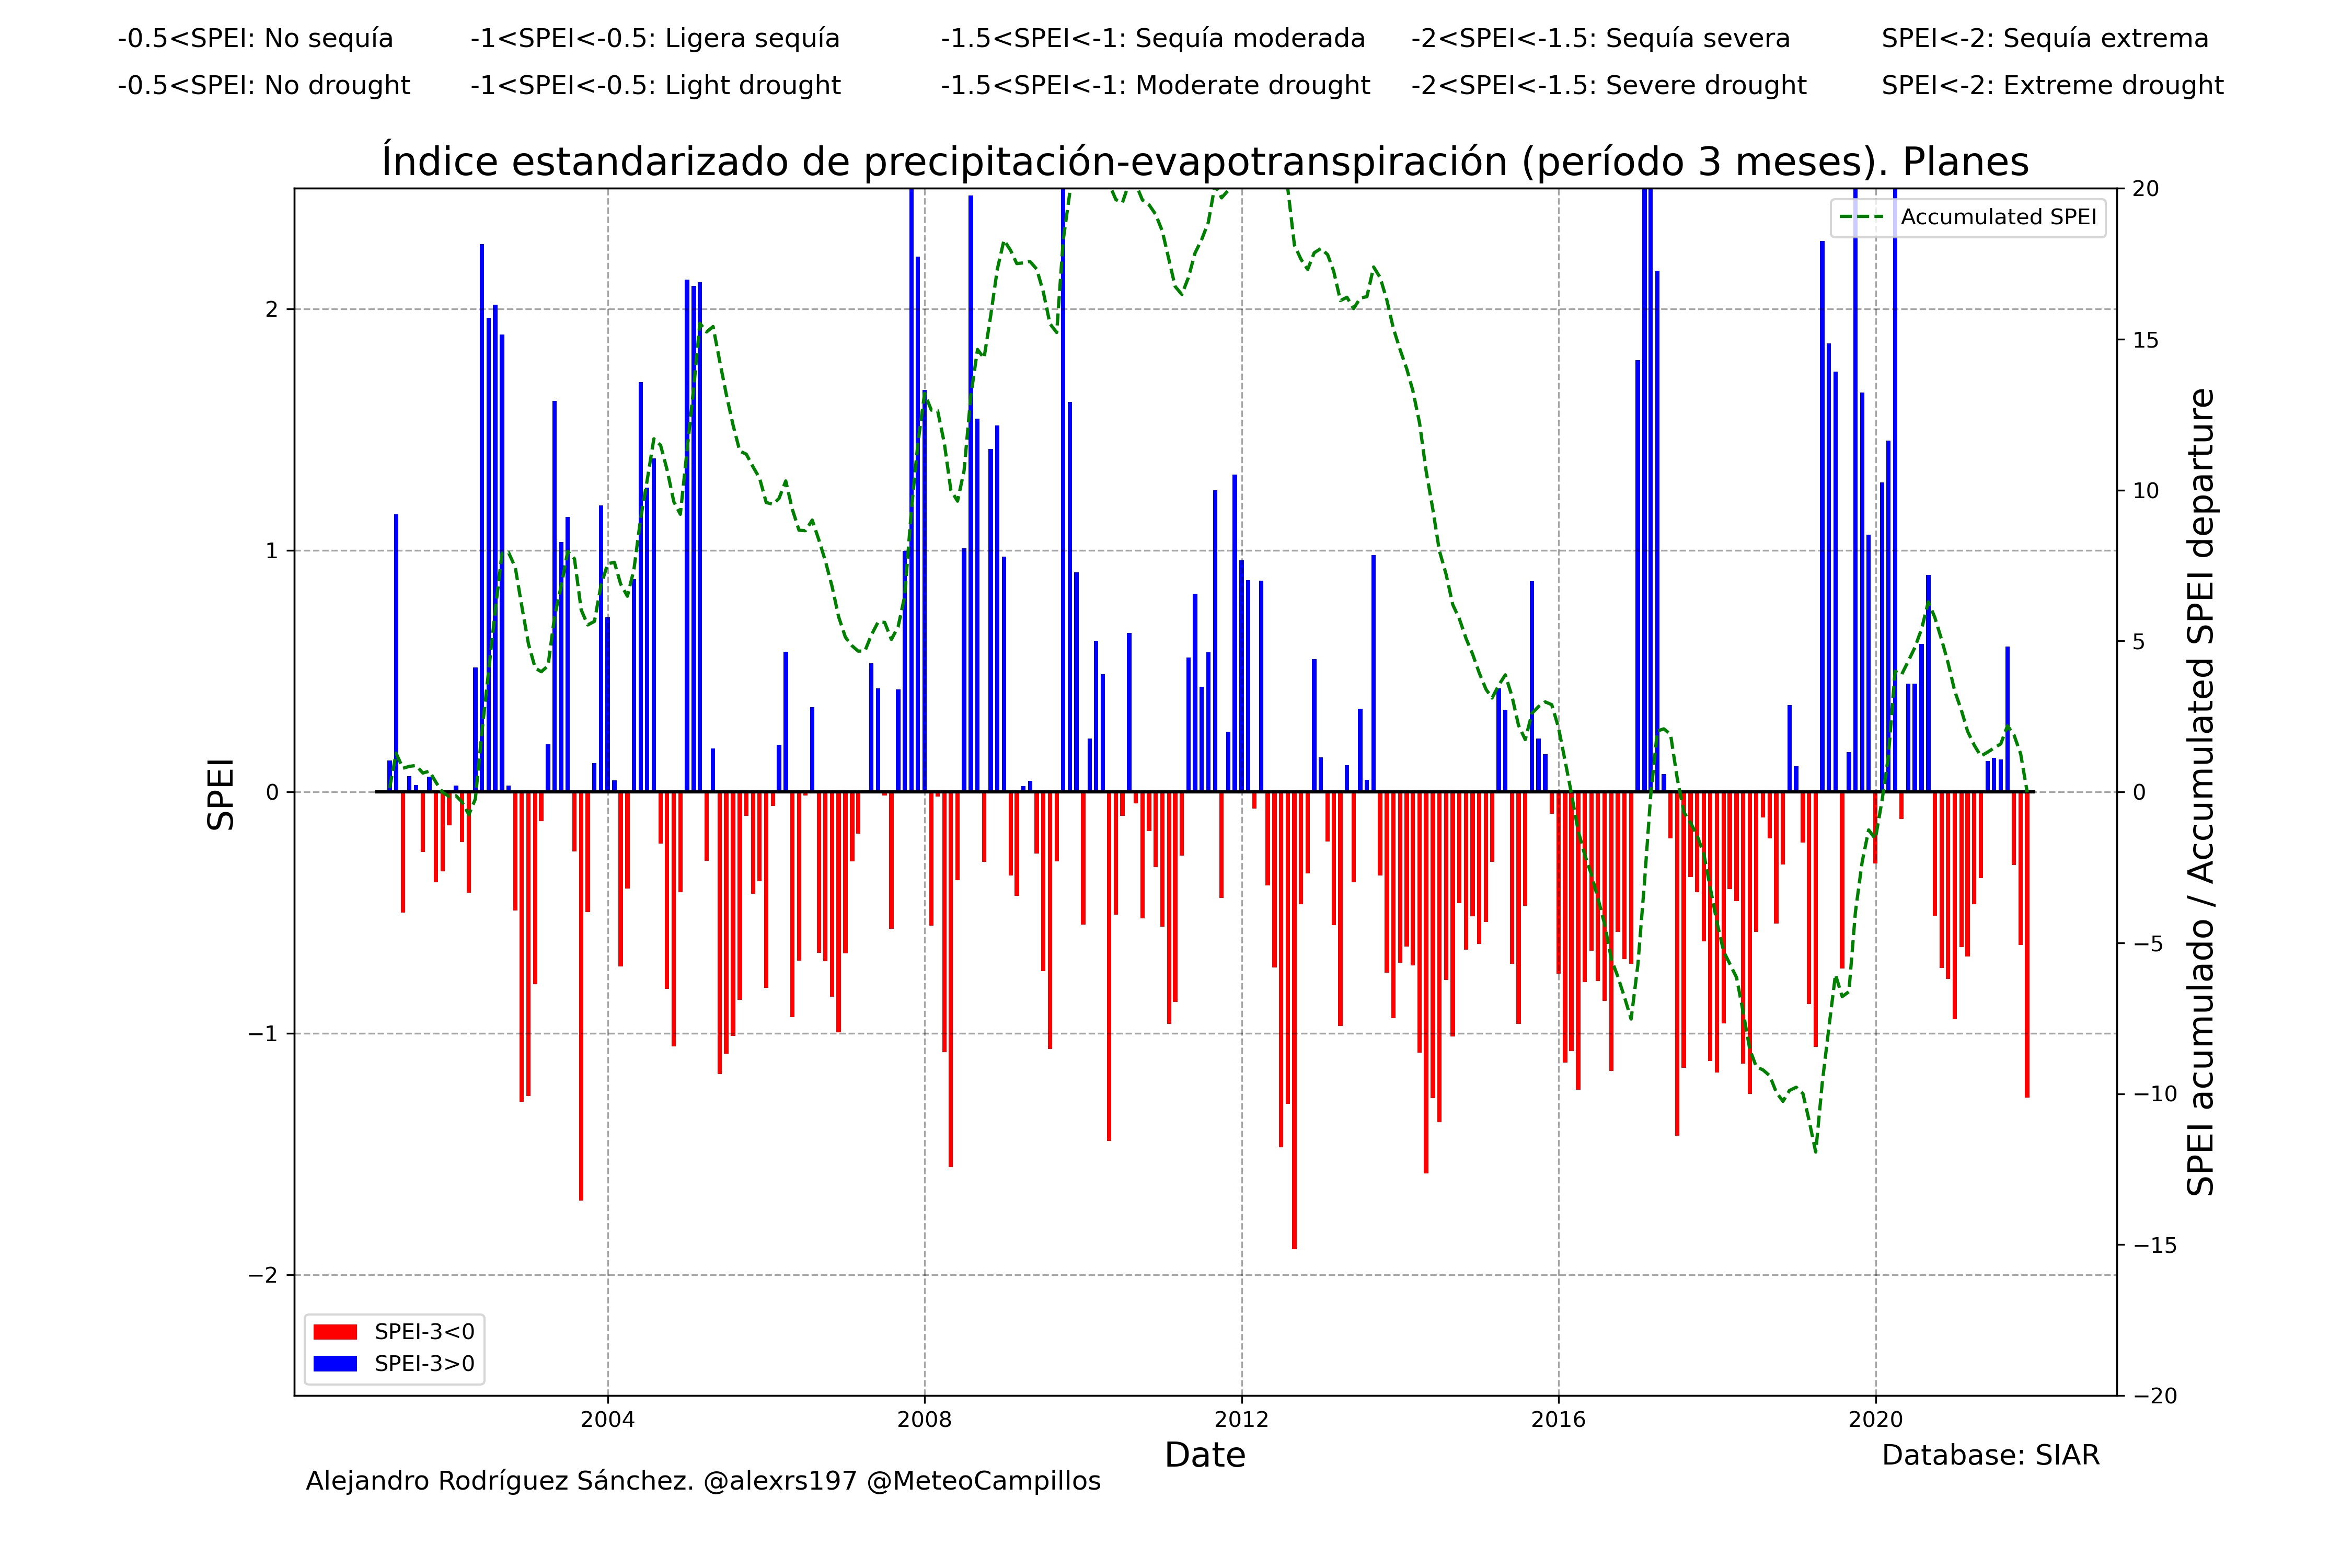 -0.5<SPEI: No sequía -1<SPEI<-0.5: Ligera sequía -1.5<SPEI<-1: Sequía moderada -2<SPEI<-1.5: Sequía severa SPEI<-2: Sequía extrema
-0.5<SPEI: No drought -1<SPEI<-0.5: Light drought -1.5<SPEI<-1: Moderate drought -2<SPEI<-1.5: Severe drought SPEI<-2: Extreme drought
Índice estandarizado de precipitación-evapotranspiración (período 3 meses). Planes
Accumulated SPEI
SPEI
2
1
0
−1
−2
20
15
10
5
0
−5
−10
−15
−20
SPEI acumulado / Accumulated SPEI departure
SPEI-3<0
SPEI-3>0
2004 2008 2012 2016 2020
Date
Database: SIAR
Alejandro Rodríguez Sánchez. @alexrs197 @MeteoCampillos